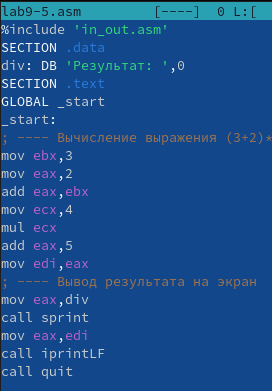 lab9-5.asm [----] 0 L:[
%include 'in_out.asm'
SECTION .data
div: DB 'Результат: ',0
SECTION .text
GLOBAL _start
_start:
; ---- Вычисление выражения (3+2)*
mov ebx,3
mov eax,2
add eax,ebx
mov ecx,4
mul ecx
add eax,5
mov edi,eax
; ---- Вывод результата на экран
mov eax,div
call sprint
mov eax,edi
call iprintLF
call quit